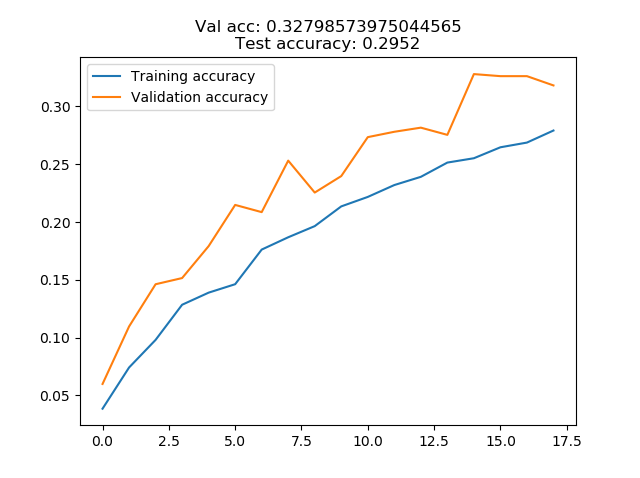 Val acc: 0.32798573975044565
Test accuracy: 0.2952
Training accuracy
Validation accuracy
0.30
0.25
0.20
0.15
0.10
0.05
0.0 2.5 5.0 7.5 10.0 12.5 15.0 17.5